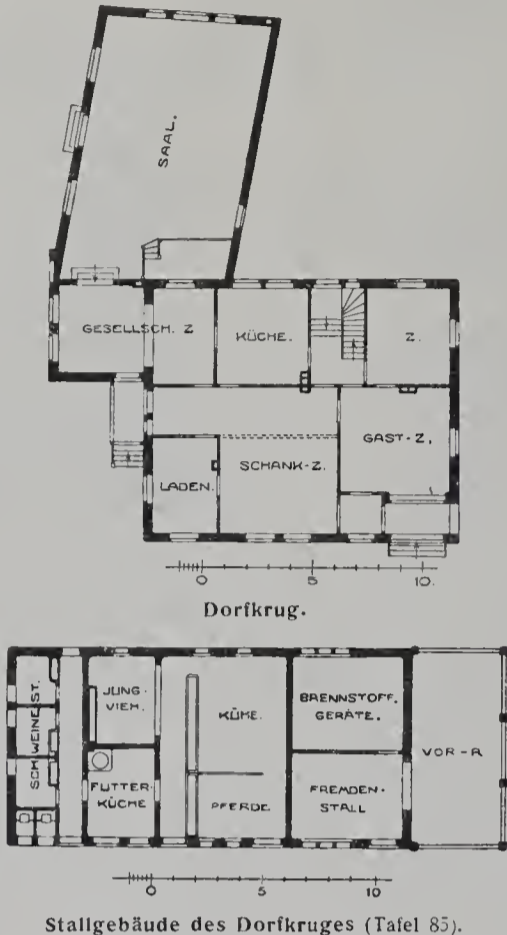 SAAL.
GESELLSCH. Z
KÜCHE.
Z.
GAST-Z,
SCHANK-Z.
LADEN.
0 5 10.
Dorfkrug.
SCHWEINE ST.
JUNG-
VIEH.
KÜHE.
BRENNSTOFF.
GERÄTE.
VOR-R
FUTTER-
KÜCHE
PFERDE
FREMDEN-
STALL
0 5 10
Stallgebäude des Dorfkruges (Tafel 85).